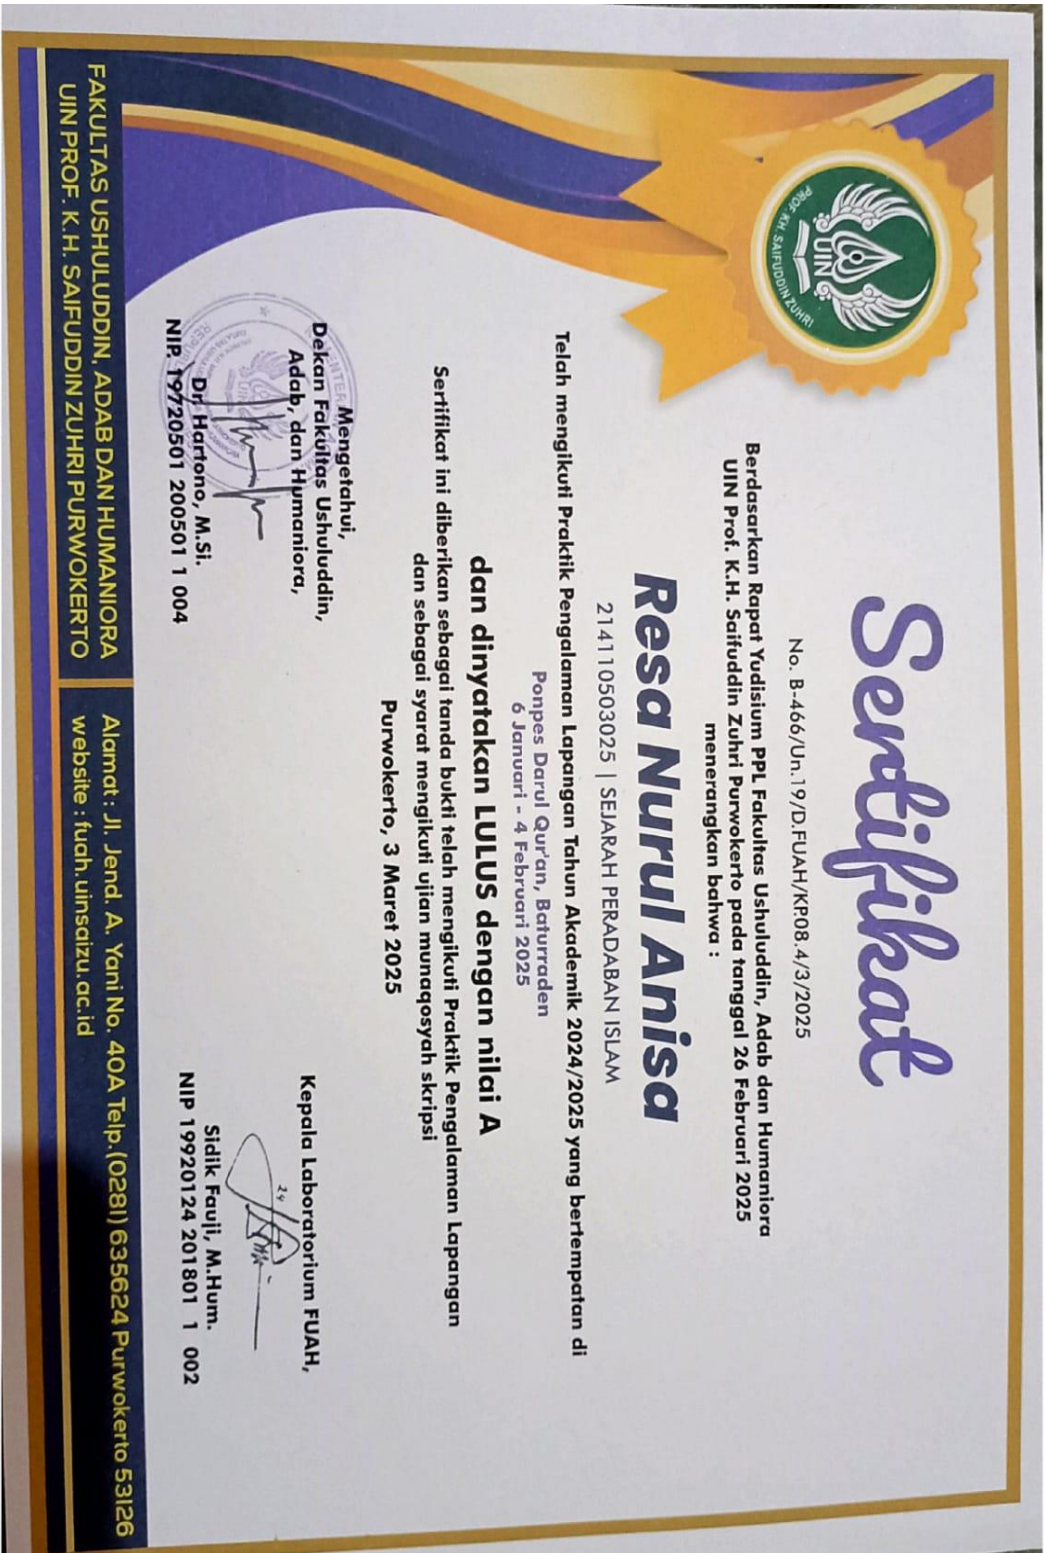 UIN
PROF. KH. SAIFUDDIN ZUHRI
Sertifikat
No. B-466/Un.19/D.FUAH/KP.08.4/3/2025
Berdasarkan Rapat Yudisium PPL Fakultas Ushuluddin, Adab dan Humaniora
UIN Prof. K.H. Saifuddin Zuhri Purwokerto pada tanggal 26 Februari 2025
menerangkan bahwa :
Resa Nurul Anisa
214110503025 | SEJARAH PERADABAN ISLAM
Telah mengikuti Praktik Pengalaman Lapangan Tahun Akademik 2024/2025 yang bertempatan di
Ponpes Darul Qur'an, Baturraden
6 Januari - 4 Februari 2025
dan dinyatakan LULUS dengan nilai A
Sertifikat ini diberikan sebagai tanda bukti telah mengikuti Praktik Pengalaman Lapangan
dan sebagai syarat mengikuti ujian munaqosyah skripsi
Purwokerto, 3 Maret 2025
Mengetahui,
Dekan Fakultas Ushuluddin,
Adab, dan Humaniora,
Dr. Hartono, M.Si.
NIP. 19720501 200501 1 004
Kepala Laboratorium FUAH,
Sidik Fauji, M.Hum.
NIP 19920124 201801 1 002
FAKULTAS USHULUDDIN, ADAB DAN HUMANIORA
UIN PROF. K.H. SAIFUDDIN ZUHRI PURWOKERTO
Alamat : Jl. Jend. A. Yani No. 40A Telp.(0281) 635624 Purwokerto 53126
website : fuah.uinsaizu.ac.id